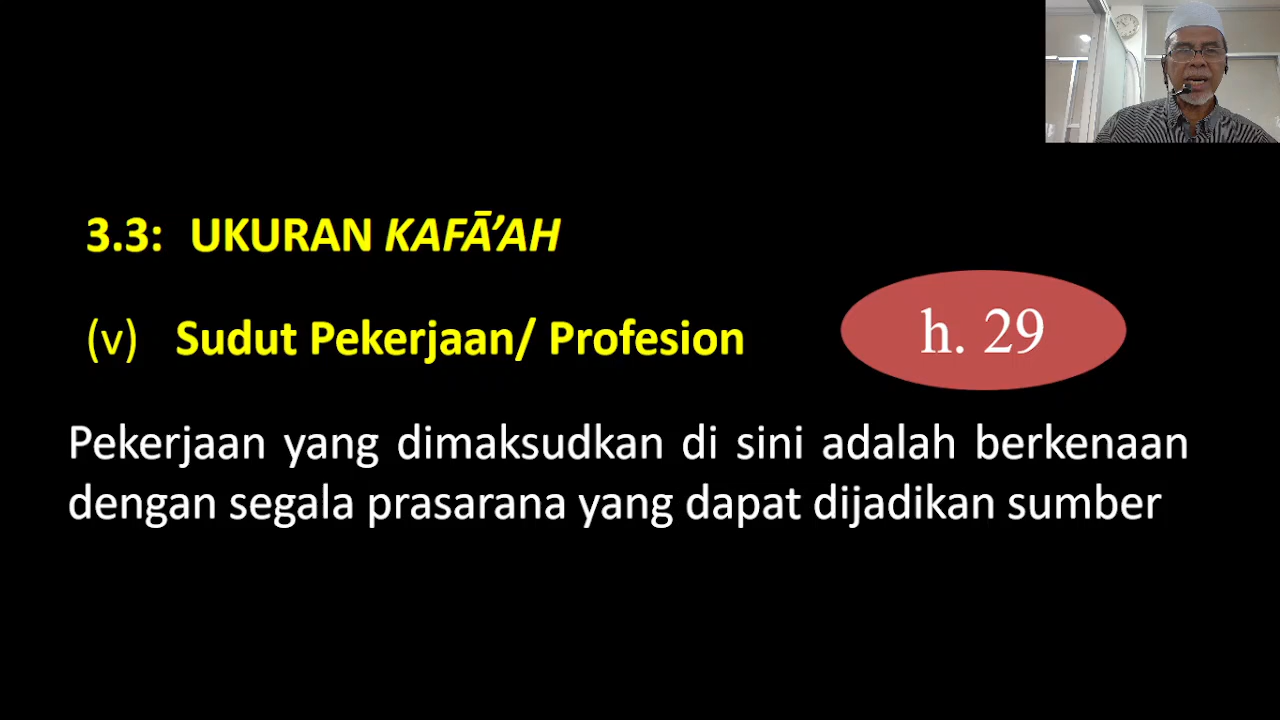 3.3: UKURAN KAFĀ’AH
(v) Sudut Pekerjaan/ Profesion
h. 29
Pekerjaan yang dimaksudkan di sini adalah berkenaan
dengan segala prasarana yang dapat dijadikan sumber